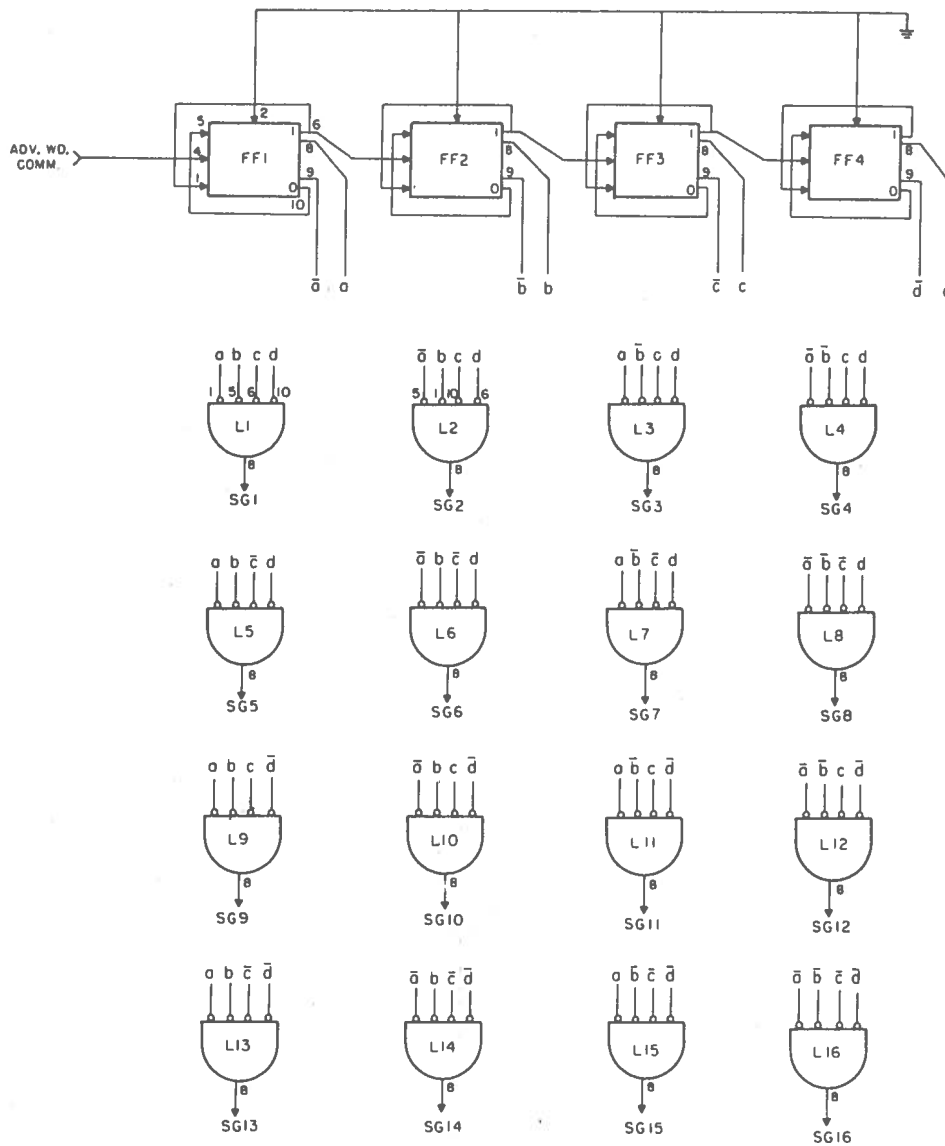 2
5 1 6
ADV. WD. COMM. 4 FF1 8
1 9
0
10
1
FF2 8
9
0
1
FF3 8
9
0
1
FF4 8
9
0
a̅ a b̅ b c̅ c d̅
a b c d
1 5 6 10
L1
8
SG1
a̅ b c d
5 1 10 6
L2
8
SG2
a b̅ c d
L3
8
SG3
a̅ b̅ c d
L4
8
SG4
a b c̅ d
L5
8
SG5
a̅ b c̅ d
L6
8
SG6
a b̅ c̅ d
L7
8
SG7
a̅ b̅ c̅ d
L8
8
SG8
a b c d̅
L9
8
SG9
a̅ b c d̅
L10
8
SG10
a b̅ c d̅
L11
8
SG11
a̅ b̅ c d̅
L12
8
SG12
a b c̅ d̅
L13
8
SG13
a̅ b c̅ d̅
L14
8
SG14
a b̅ c̅ d̅
L15
8
SG15
a̅ b̅ c̅ d̅
L16
8
SG16